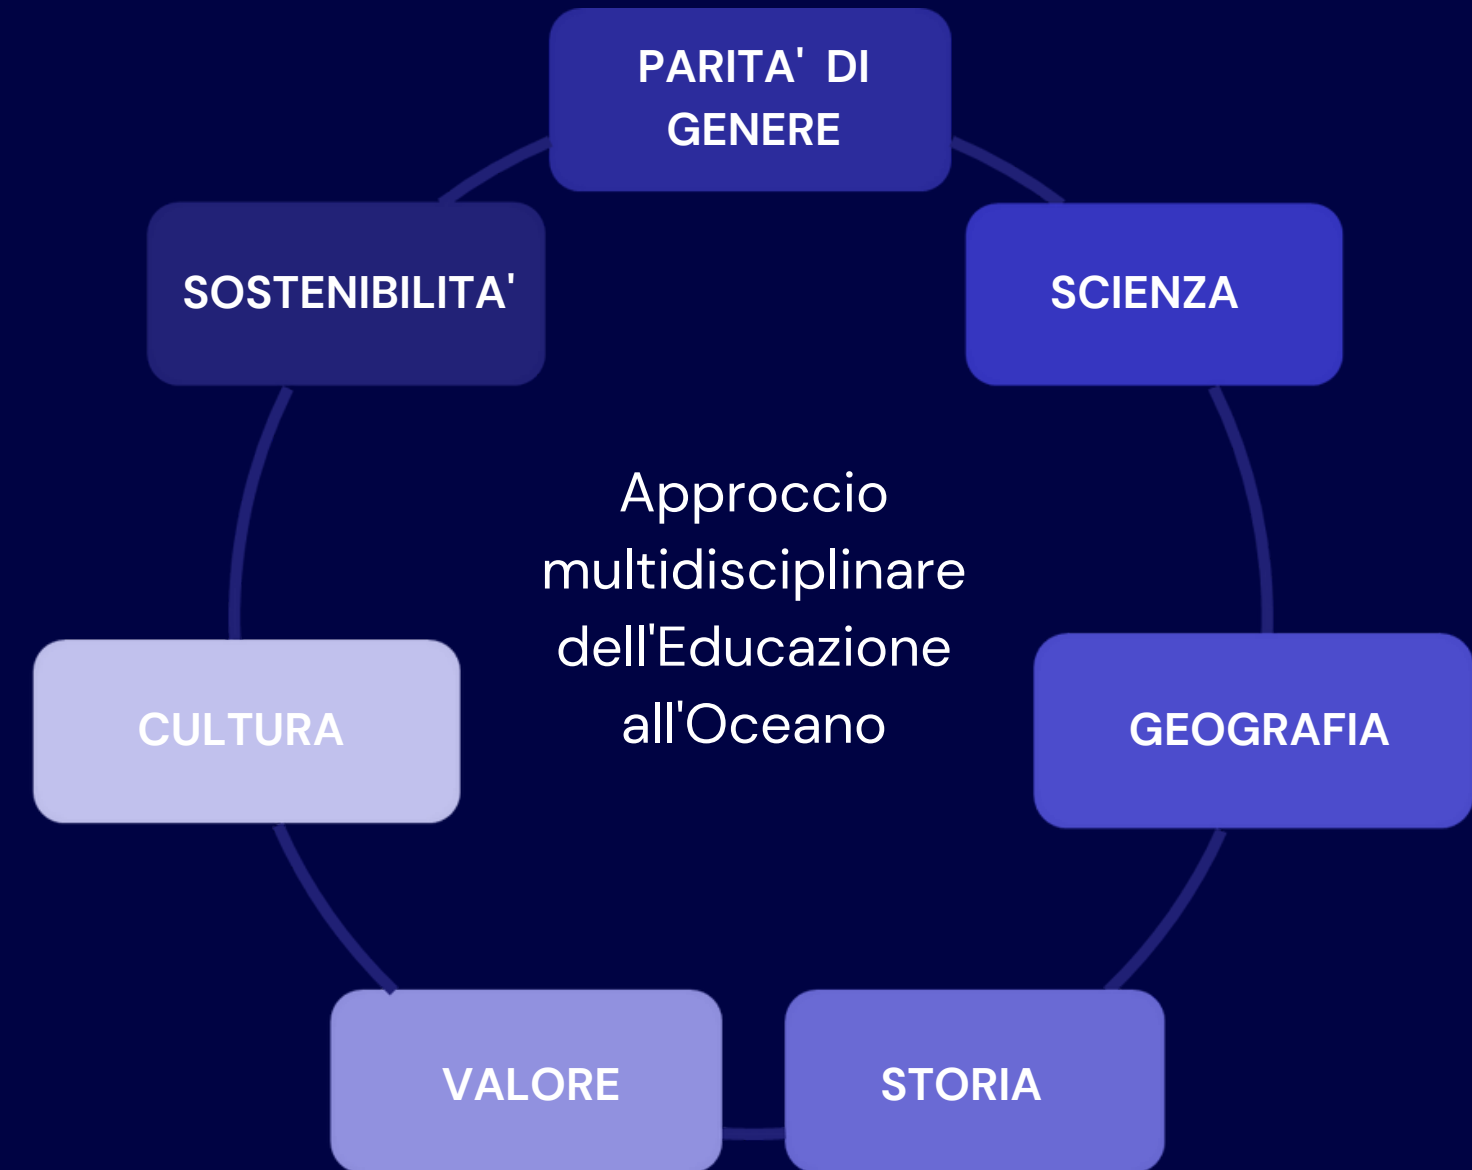 PARITA' DI
GENERE
SOSTENIBILITA'
SCIENZA
Approccio
multidisciplinare
dell'Educazione
all'Oceano
CULTURA
GEOGRAFIA
VALORE
STORIA